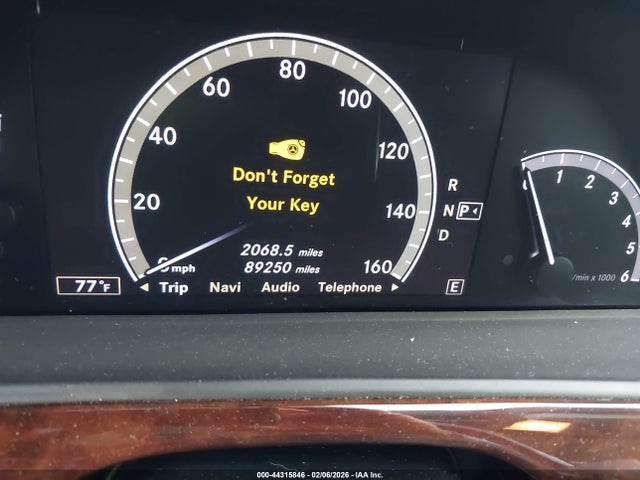 80
60
100
40
120
Don't Forget
Your Key
R
20
140
N P
D
2068.5 miles
89250 miles
0 mph
160
77°F
Trip Navi Audio Telephone
E
0 1 2 3 4 5 6
/min x 1000
000-44315846 - 02/06/2026 - IAA Inc.